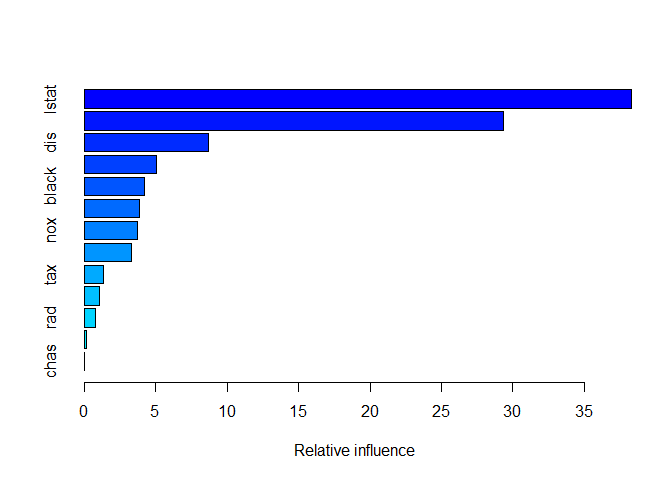 lstat
dis
black
nox
tax
rad
chas
0 5 10 15 20 25 30 35
Relative influence